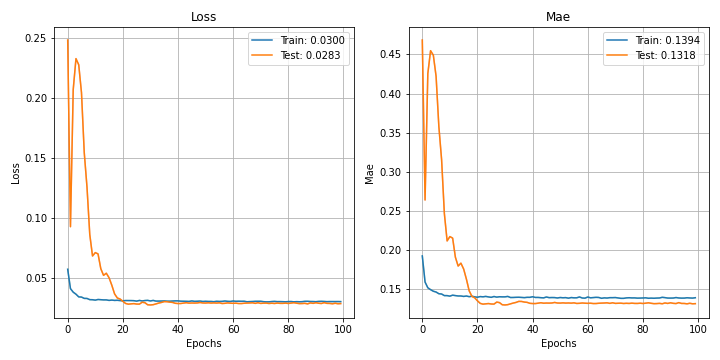 Loss
Train: 0.0300
Test: 0.0283
0.25
0.20
0.15
0.10
0.05
Loss
0 20 40 60 80 100
Epochs
Mae
Train: 0.1394
Test: 0.1318
0.45
0.40
0.35
0.30
0.25
0.20
0.15
Mae
0 20 40 60 80 100
Epochs